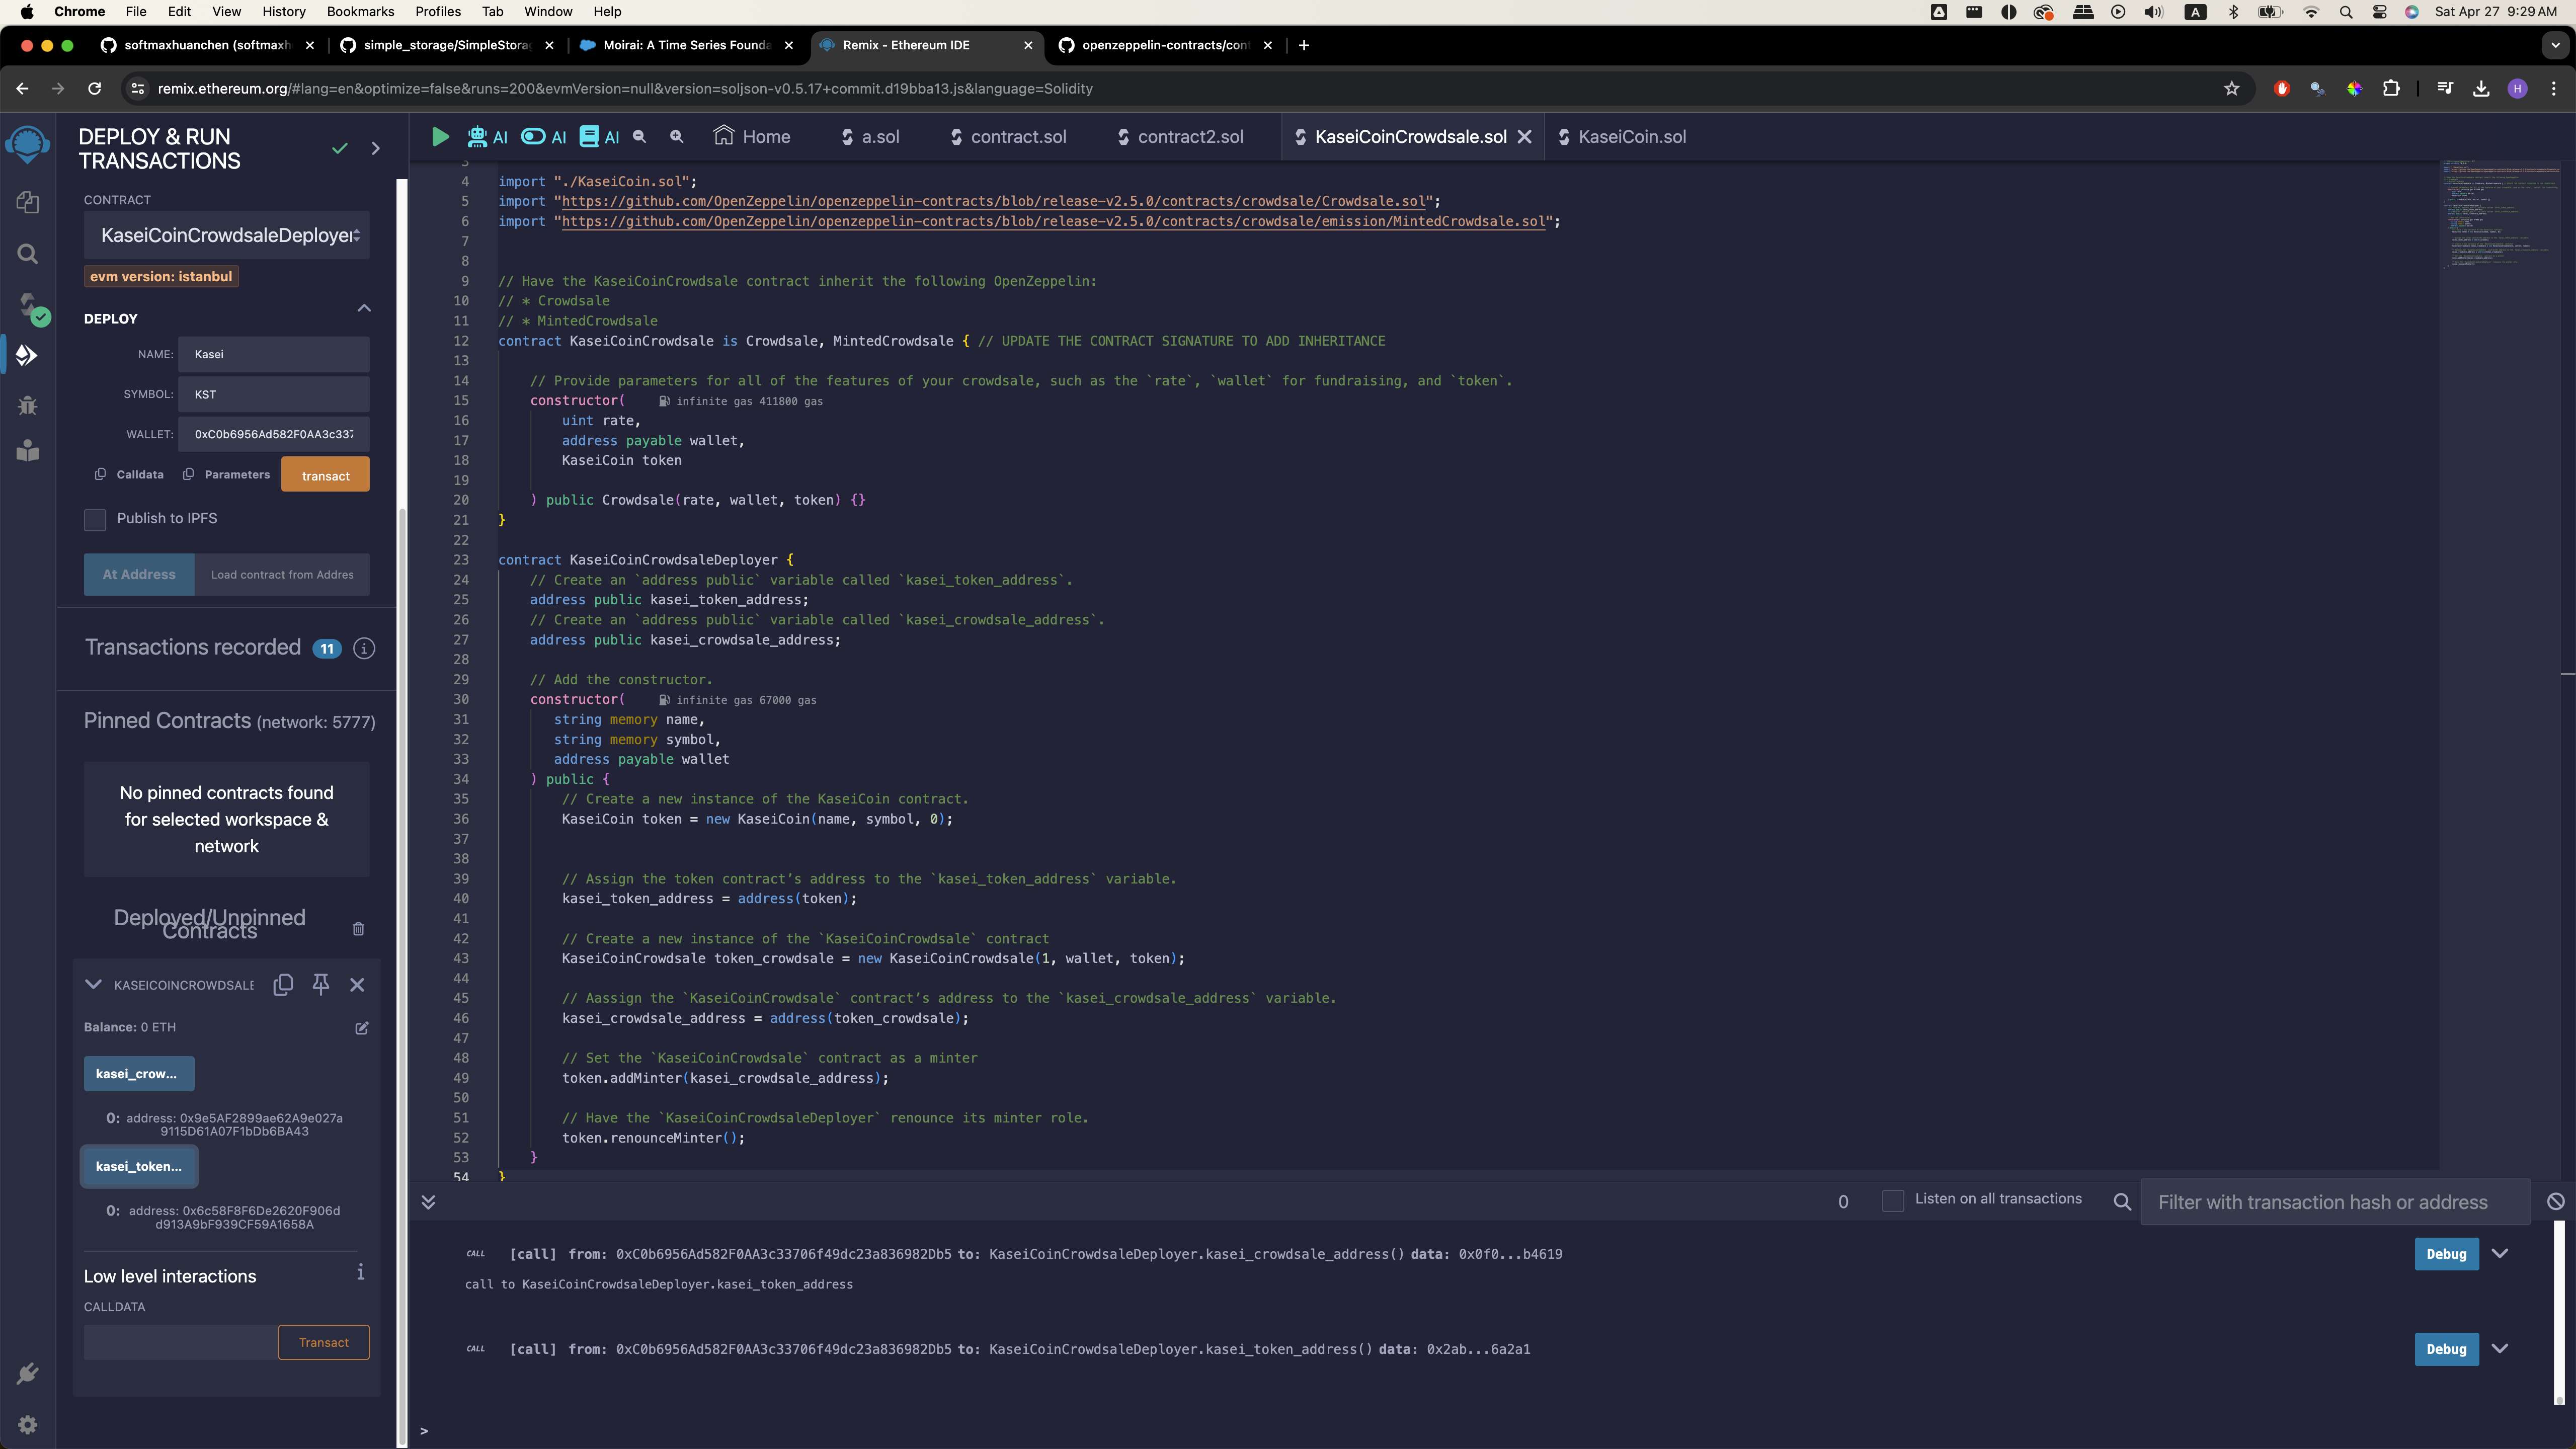 Chrome File Edit View History Bookmarks Profiles Tab Window Help
A
Sat Apr 27 9:29 AM
softmaxhuanchen (softmaxh
simple_storage/SimpleStorag
Moirai: A Time Series Founda
Remix - Ethereum IDE
openzeppelin-contracts/cont
remix.ethereum.org/#lang=en&optimize=false&runs=200&evmVersion=null&version=soljson-v0.5.17+commit.d19bba13.js&language=Solidity
H
DEPLOY & RUN
TRANSACTIONS
CONTRACT
KaseiCoinCrowdsaleDeployer
evm version: istanbul
DEPLOY
NAME: Kasei
SYMBOL: KST
WALLET: 0xC0b6956Ad582F0AA3c337
Calldata Parameters transact
Publish to IPFS
At Address Load contract from Addres
Transactions recorded 11 i
Pinned Contracts (network: 5777)
No pinned contracts found
for selected workspace &
network
Deployed/Unpinned
Contracts
KASEICOINCROWDSALE
Balance: 0 ETH
kasei_crow...
0: address: 0x9e5AF2899ae62A9e027a
9115D61A07F1bDb6BA43
kasei_token...
0: address: 0x6c58F8F6De2620F906d
d913A9bF939CF59A1658A
Low level interactions i
CALLDATA
Transact
AI AI AI Home a.sol contract.sol contract2.sol KaseiCoinCrowdsale.sol KaseiCoin.sol
3
4 import "./KaseiCoin.sol";
5 import "https://github.com/OpenZeppelin/openzeppelin-contracts/blob/release-v2.5.0/contracts/crowdsale/Crowdsale.sol";
6 import "https://github.com/OpenZeppelin/openzeppelin-contracts/blob/release-v2.5.0/contracts/crowdsale/emission/MintedCrowdsale.sol";
7
8
9 // Have the KaseiCoinCrowdsale contract inherit the following OpenZeppelin:
10 // * Crowdsale
11 // * MintedCrowdsale
12 contract KaseiCoinCrowdsale is Crowdsale, MintedCrowdsale { // UPDATE THE CONTRACT SIGNATURE TO ADD INHERITANCE
13
14 // Provide parameters for all of the features of your crowdsale, such as the `rate`, `wallet` for fundraising, and `token`.
15 constructor( infinite gas 411800 gas
16 uint rate,
17 address payable wallet,
18 KaseiCoin token
19
20 ) public Crowdsale(rate, wallet, token) {}
21 }
22
23 contract KaseiCoinCrowdsaleDeployer {
24 // Create an `address public` variable called `kasei_token_address`.
25 address public kasei_token_address;
26 // Create an `address public` variable called `kasei_crowdsale_address`.
27 address public kasei_crowdsale_address;
28
29 // Add the constructor.
30 constructor( infinite gas 67000 gas
31 string memory name,
32 string memory symbol,
33 address payable wallet
34 ) public {
35 // Create a new instance of the KaseiCoin contract.
36 KaseiCoin token = new KaseiCoin(name, symbol, 0);
37
38
39 // Assign the token contract’s address to the `kasei_token_address` variable.
40 kasei_token_address = address(token);
41
42 // Create a new instance of the `KaseiCoinCrowdsale` contract
43 KaseiCoinCrowdsale token_crowdsale = new KaseiCoinCrowdsale(1, wallet, token);
44
45 // Aassign the `KaseiCoinCrowdsale` contract’s address to the `kasei_crowdsale_address` variable.
46 kasei_crowdsale_address = address(token_crowdsale);
47
48 // Set the `KaseiCoinCrowdsale` contract as a minter
49 token.addMinter(kasei_crowdsale_address);
50
51 // Have the `KaseiCoinCrowdsaleDeployer` renounce its minter role.
52 token.renounceMinter();
53 }
54 }
0 Listen on all transactions Filter with transaction hash or address
CALL [call] from: 0xC0b6956Ad582F0AA3c33706f49dc23a836982Db5 to: KaseiCoinCrowdsaleDeployer.kasei_crowdsale_address() data: 0x0f0...b4619 Debug
call to KaseiCoinCrowdsaleDeployer.kasei_token_address
CALL [call] from: 0xC0b6956Ad582F0AA3c33706f49dc23a836982Db5 to: KaseiCoinCrowdsaleDeployer.kasei_token_address() data: 0x2ab...6a2a1 Debug
>